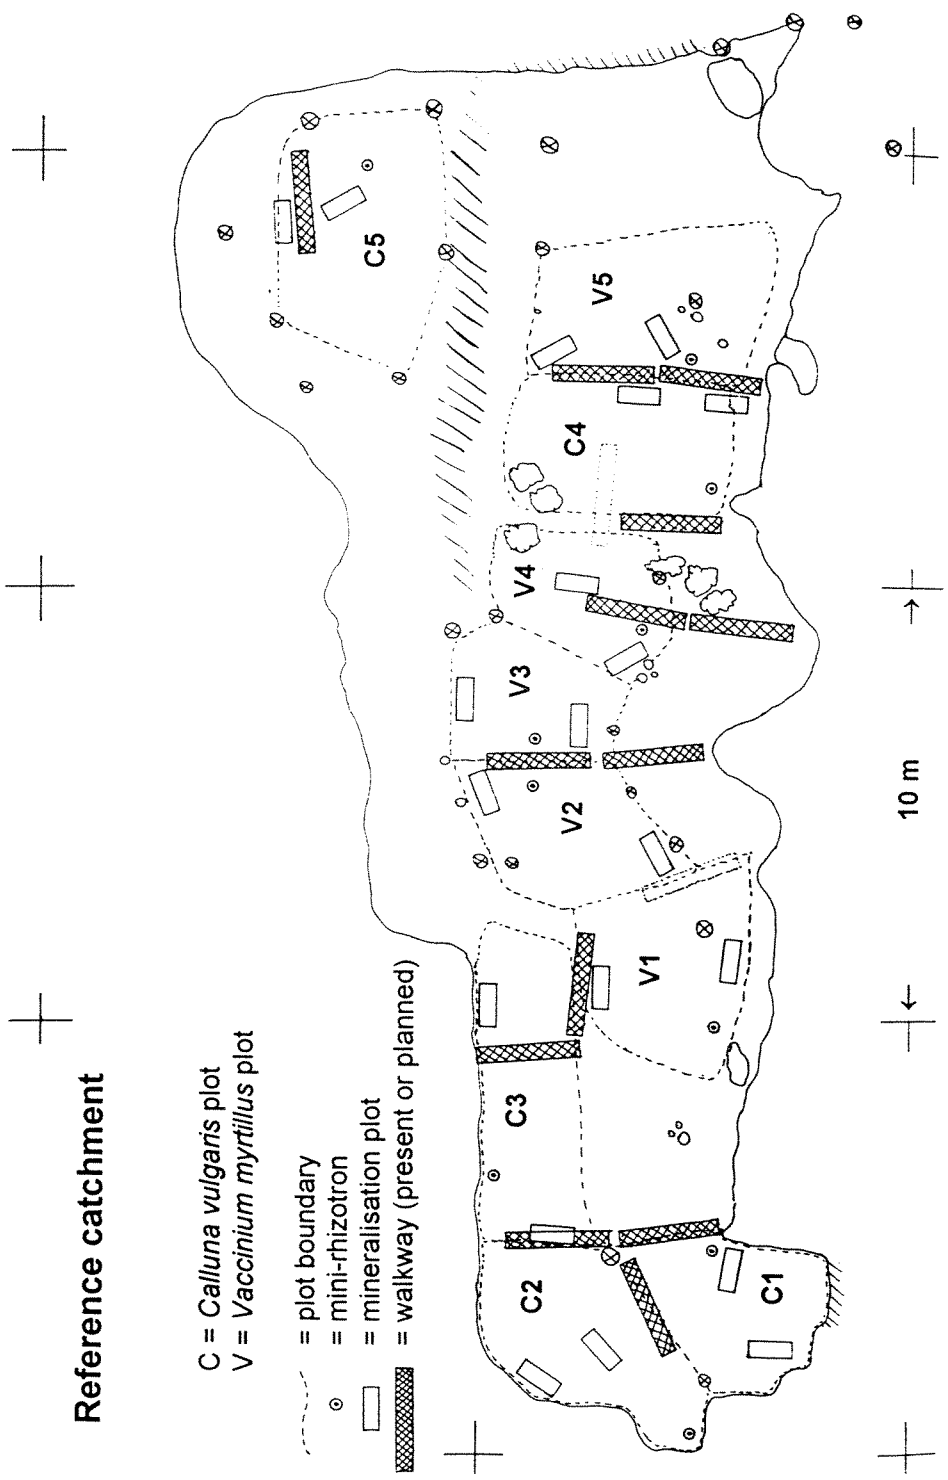 Reference catchment
C = Calluna vulgaris plot
V = Vaccinium myrtillus plot
= plot boundary
= mini-rhizotron
= mineralisation plot
= walkway (present or planned)
C1
C2
C3
V1
V2
V3
V4
C4
V5
C5
← 10 m →